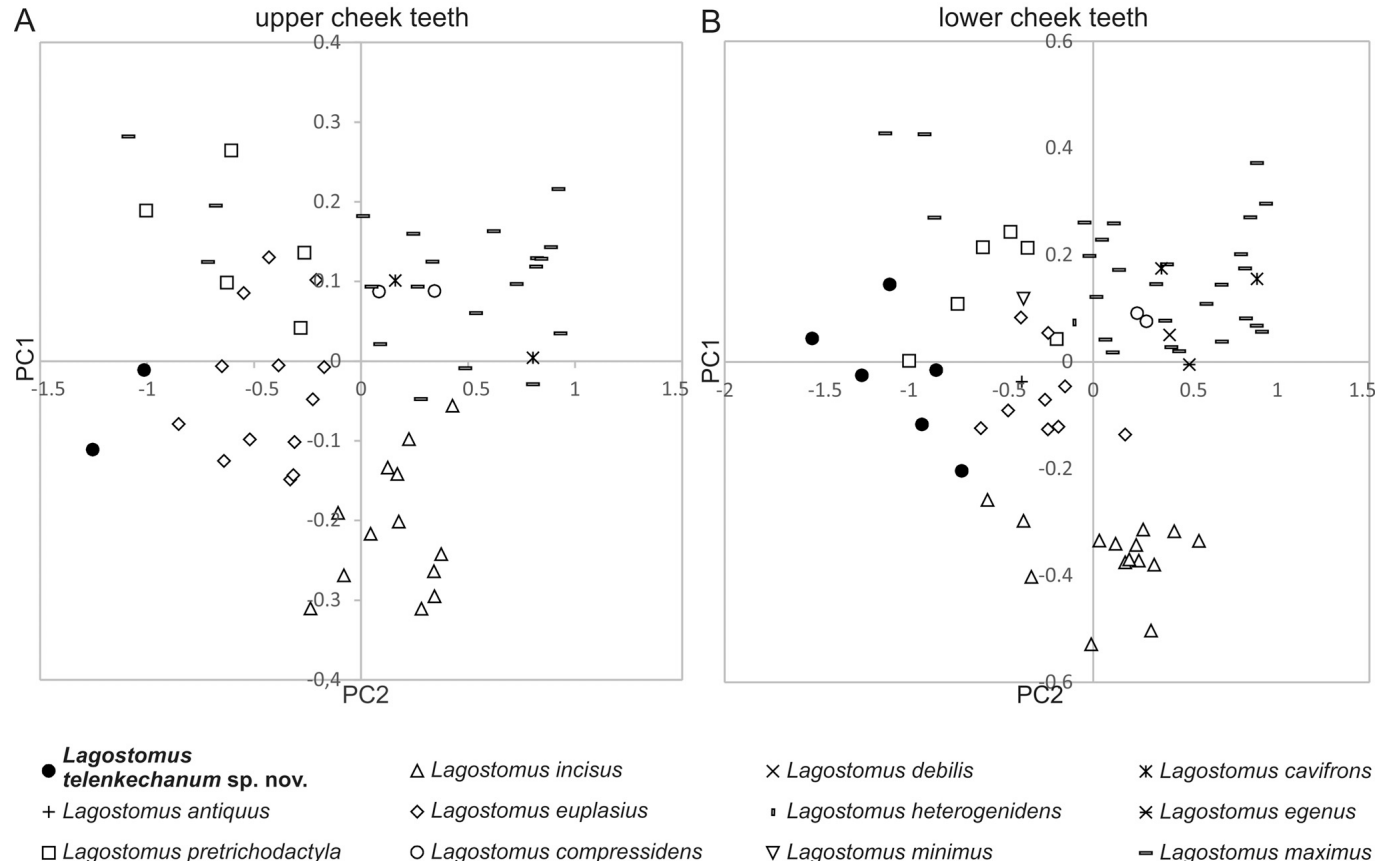 A
upper cheek teeth
0.4
0.3
0.2
0.1
0
-0.1
-0.2
-0.3
-0,4
-1.5
-1
-0.5
0
0.5
1
1.5
PC1
PC2
B
lower cheek teeth
0.6
0.4
0.2
0
-0.2
-0.4
-0.6
-2
-1.5
-1
-0.5
0
0.5
1
1.5
PC1
PC2
Lagostomus
telenkechanum sp. nov.
Lagostomus incisus
Lagostomus debilis
Lagostomus cavifrons
Lagostomus antiquus
Lagostomus euplasius
Lagostomus heterogenidens
Lagostomus egenus
Lagostomus pretrichodactyla
Lagostomus compressidens
Lagostomus minimus
Lagostomus maximus